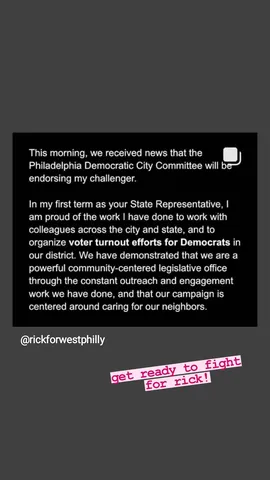 This morning, we received news that the
Philadelphia Democratic City Committee will be
endorsing my challenger.
In my first term as your State Representative, I
am proud of the work I have done to work with
colleagues across the city and state, and to
organize voter turnout efforts for Democrats in
our district. We have demonstrated that we are a
powerful community-centered legislative office
through the constant outreach and engagement
work we have done, and that our campaign is
centered around caring for our neighbors.
@rickforwestphilly
get ready to fight
for rick!